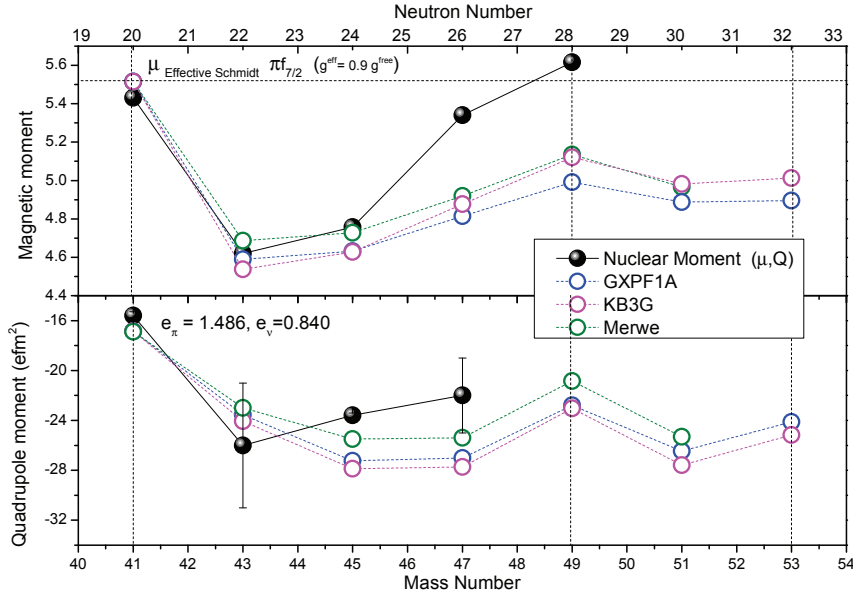 Neutron Number
19 20 21 22 23 24 25 26 27 28 29 30 31 32 33
Magnetic moment
5.6
5.4
5.2
5.0
4.8
4.6
4.4
μ Effective Schmidt πf7/2 (g^eff= 0.9 g^free)
Nuclear Moment (μ,Q)
GXPF1A
KB3G
Merwe
Quadrupole moment (efm²)
-16
-20
-24
-28
-32
eπ = 1.486, eν=0.840
40 41 42 43 44 45 46 47 48 49 50 51 52 53 54
Mass Number